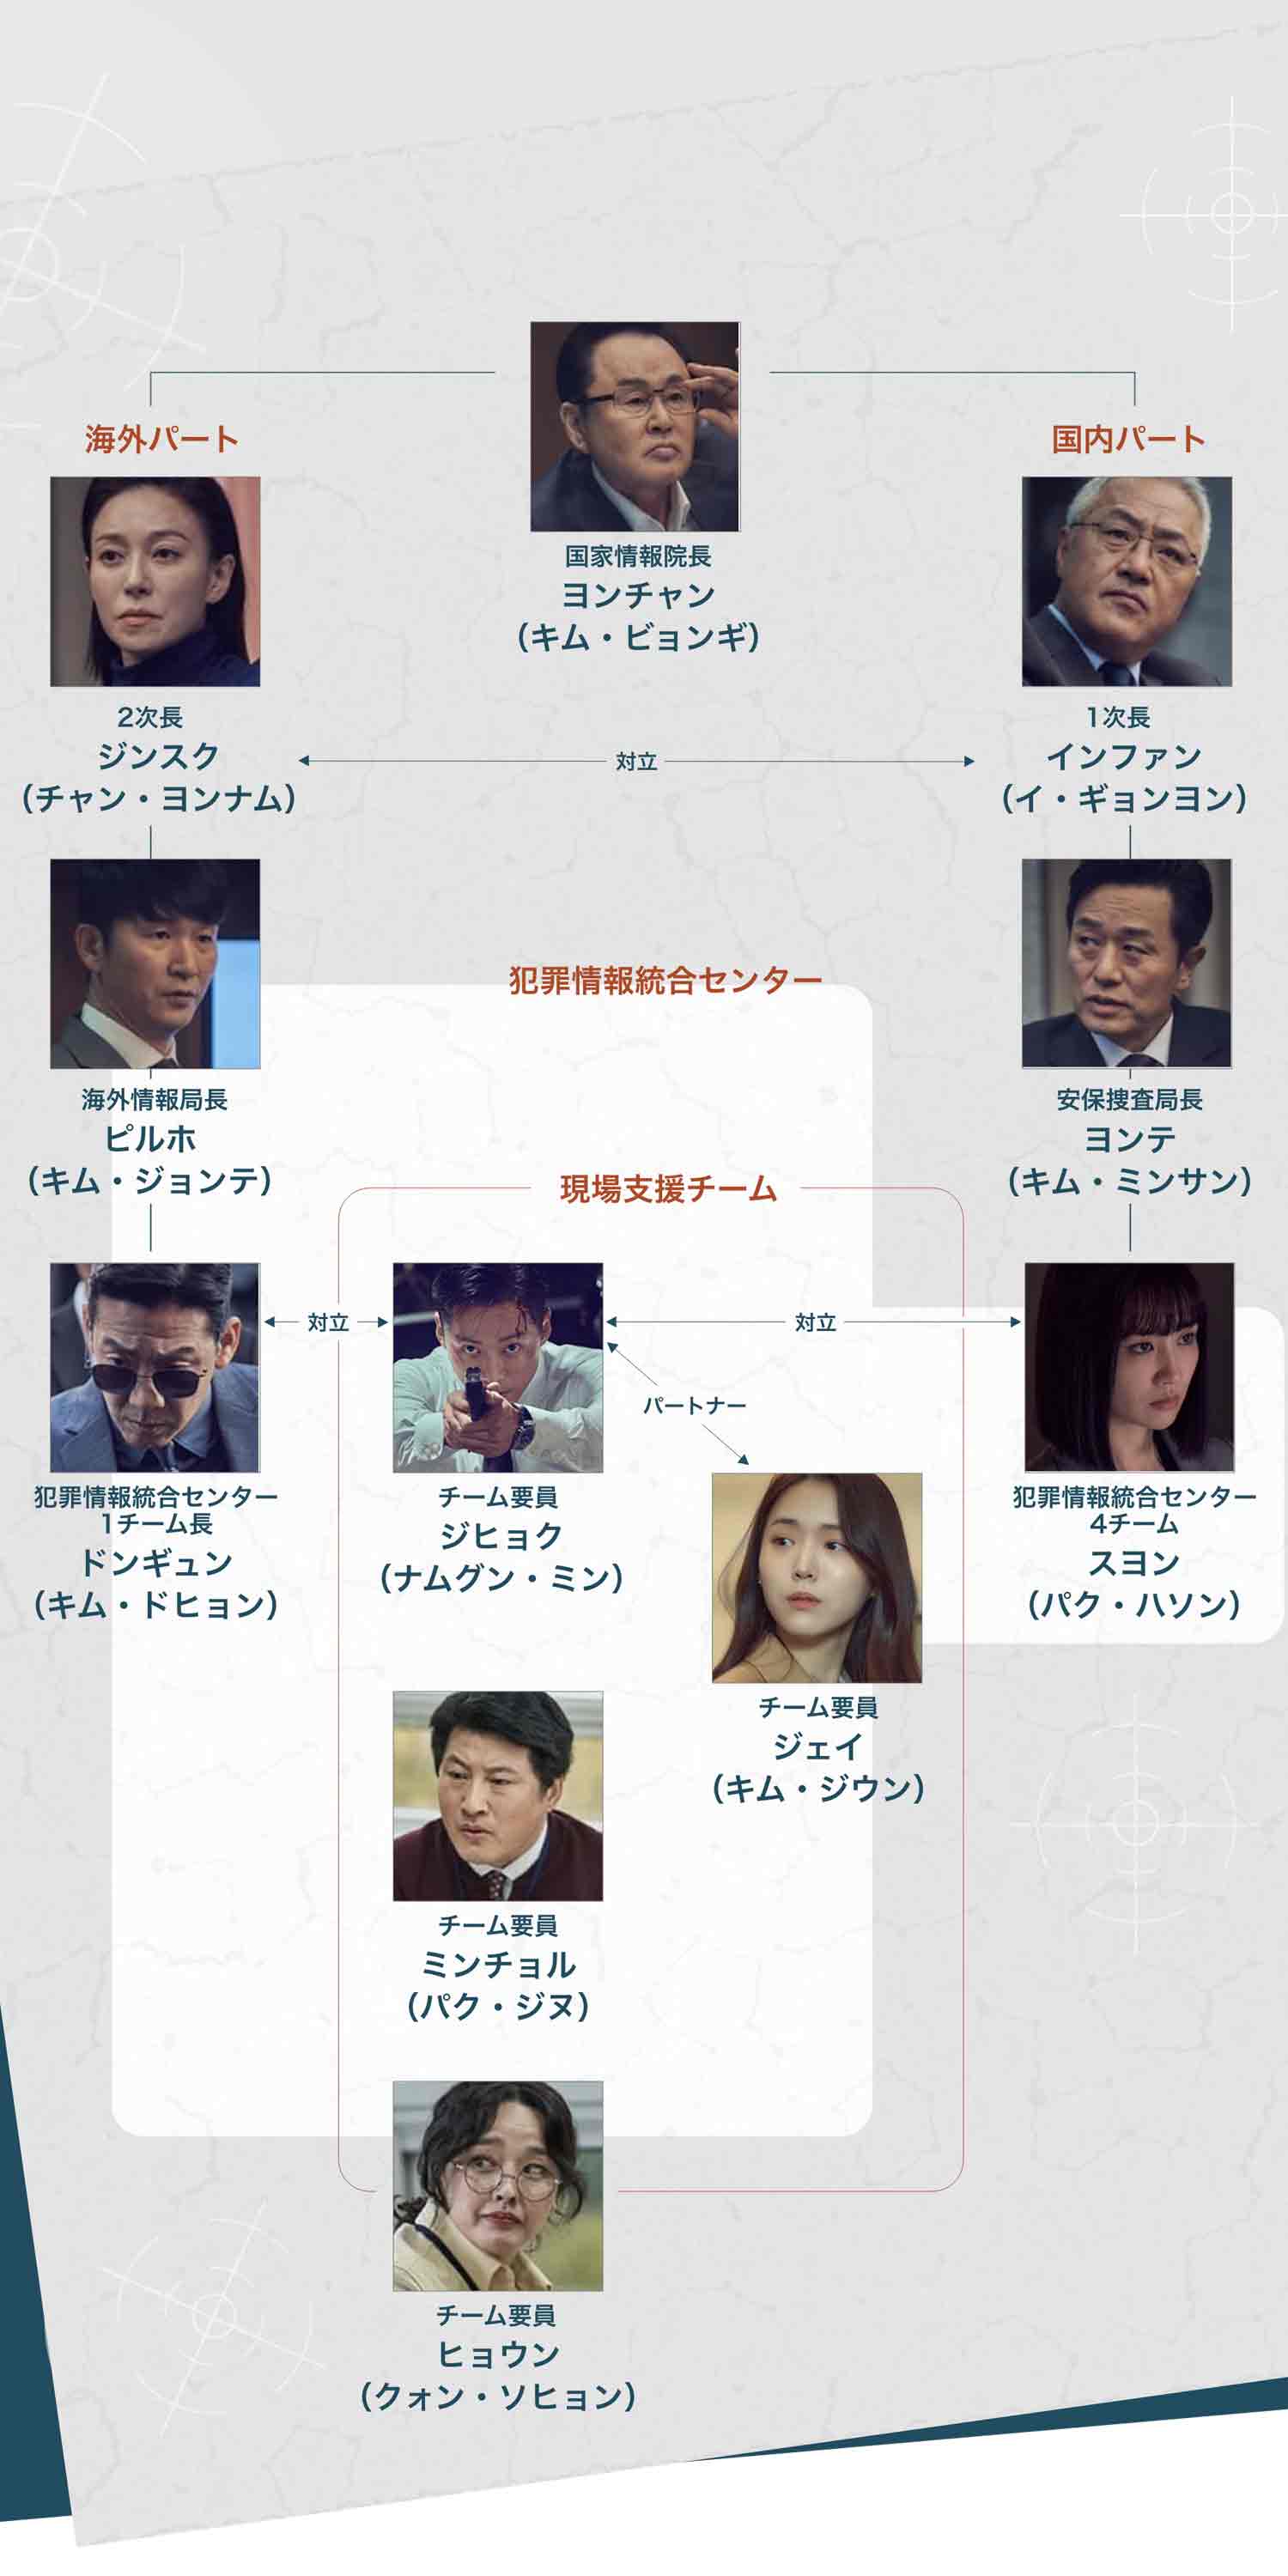 海外パート
国内パート
国家情報院長
ヨンチャン
（キム・ビョンギ）
2次長
ジンスク
（チャン・ヨンナム）
対立
1次長
インファン
（イ・ギョンヨン）
犯罪情報統合センター
海外情報局長
ピルホ
（キム・ジョンテ）
安保捜査局長
ヨンテ
（キム・ミンサン）
現場支援チーム
対立
対立
パートナー
犯罪情報統合センター
1チーム長
ドンギュン
（キム・ドヒョン）
チーム要員
ジヒョク
（ナムグン・ミン）
犯罪情報統合センター
4チーム
スヨン
（パク・ハソン）
チーム要員
ジェイ
（キム・ジウン）
チーム要員
ミンチョル
（パク・ジヌ）
チーム要員
ヒョウン
（クォン・ソヒョン）